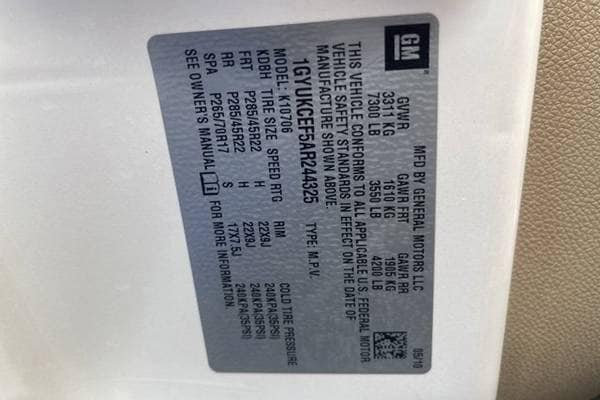 GM
MFD BY GENERAL MOTORS LLC 05/10
GVWR GAWR FRT GAWR RR
3311 KG 1610 KG 1905 KG
7300 LB 3550 LB 4200 LB
THIS VEHICLE CONFORMS TO ALL APPLICABLE U.S. FEDERAL MOTOR
VEHICLE SAFETY STANDARDS IN EFFECT ON THE DATE OF
MANUFACTURE SHOWN ABOVE.
1GYUKCEF5AR244325 TYPE: M.P.V.
MODEL: K10706
KDBH TIRE SIZE SPEED RTG RIM COLD TIRE PRESSURE
FRT P285/45R22 H 22X9J 240KPA(35PSI)
RR P285/45R22 H 22X9J 240KPA(35PSI)
SPA P265/70R17 S 17X7.5J 240KPA(35PSI)
SEE OWNER'S MANUAL FOR MORE INFORMATION.